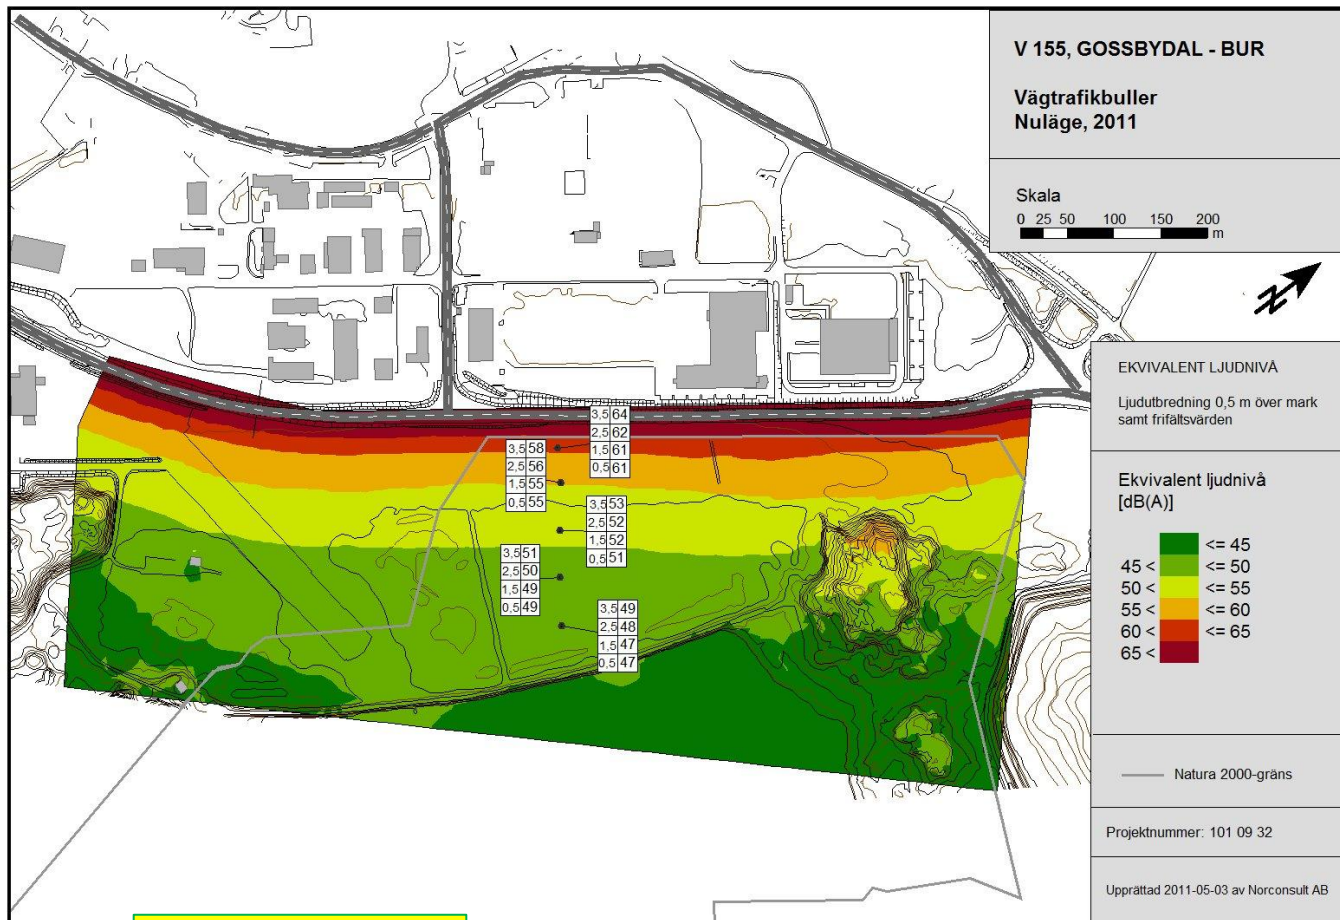 V 155, GOSSBYDAL - BUR
Vägtrafikbuller
Nuläge, 2011
Skala
0 25 50 100 150 200
m
N
EKVIVALENT LJUDNIVÅ
Ljudutbredning 0,5 m över mark
samt frifältsvärden
Ekvivalent ljudnivå
[dB(A)]
<= 45
45 < <= 50
50 < <= 55
55 < <= 60
60 < <= 65
65 <
Natura 2000-gräns
Projektnummer: 101 09 32
Upprättad 2011-05-03 av Norconsult AB
3,5 64
2,5 62
1,5 61
0,5 61
3,5 58
2,5 56
1,5 55
0,5 55
3,5 53
2,5 52
1,5 52
0,5 51
3,5 51
2,5 50
1,5 49
0,5 49
3,5 49
2,5 48
1,5 47
0,5 47